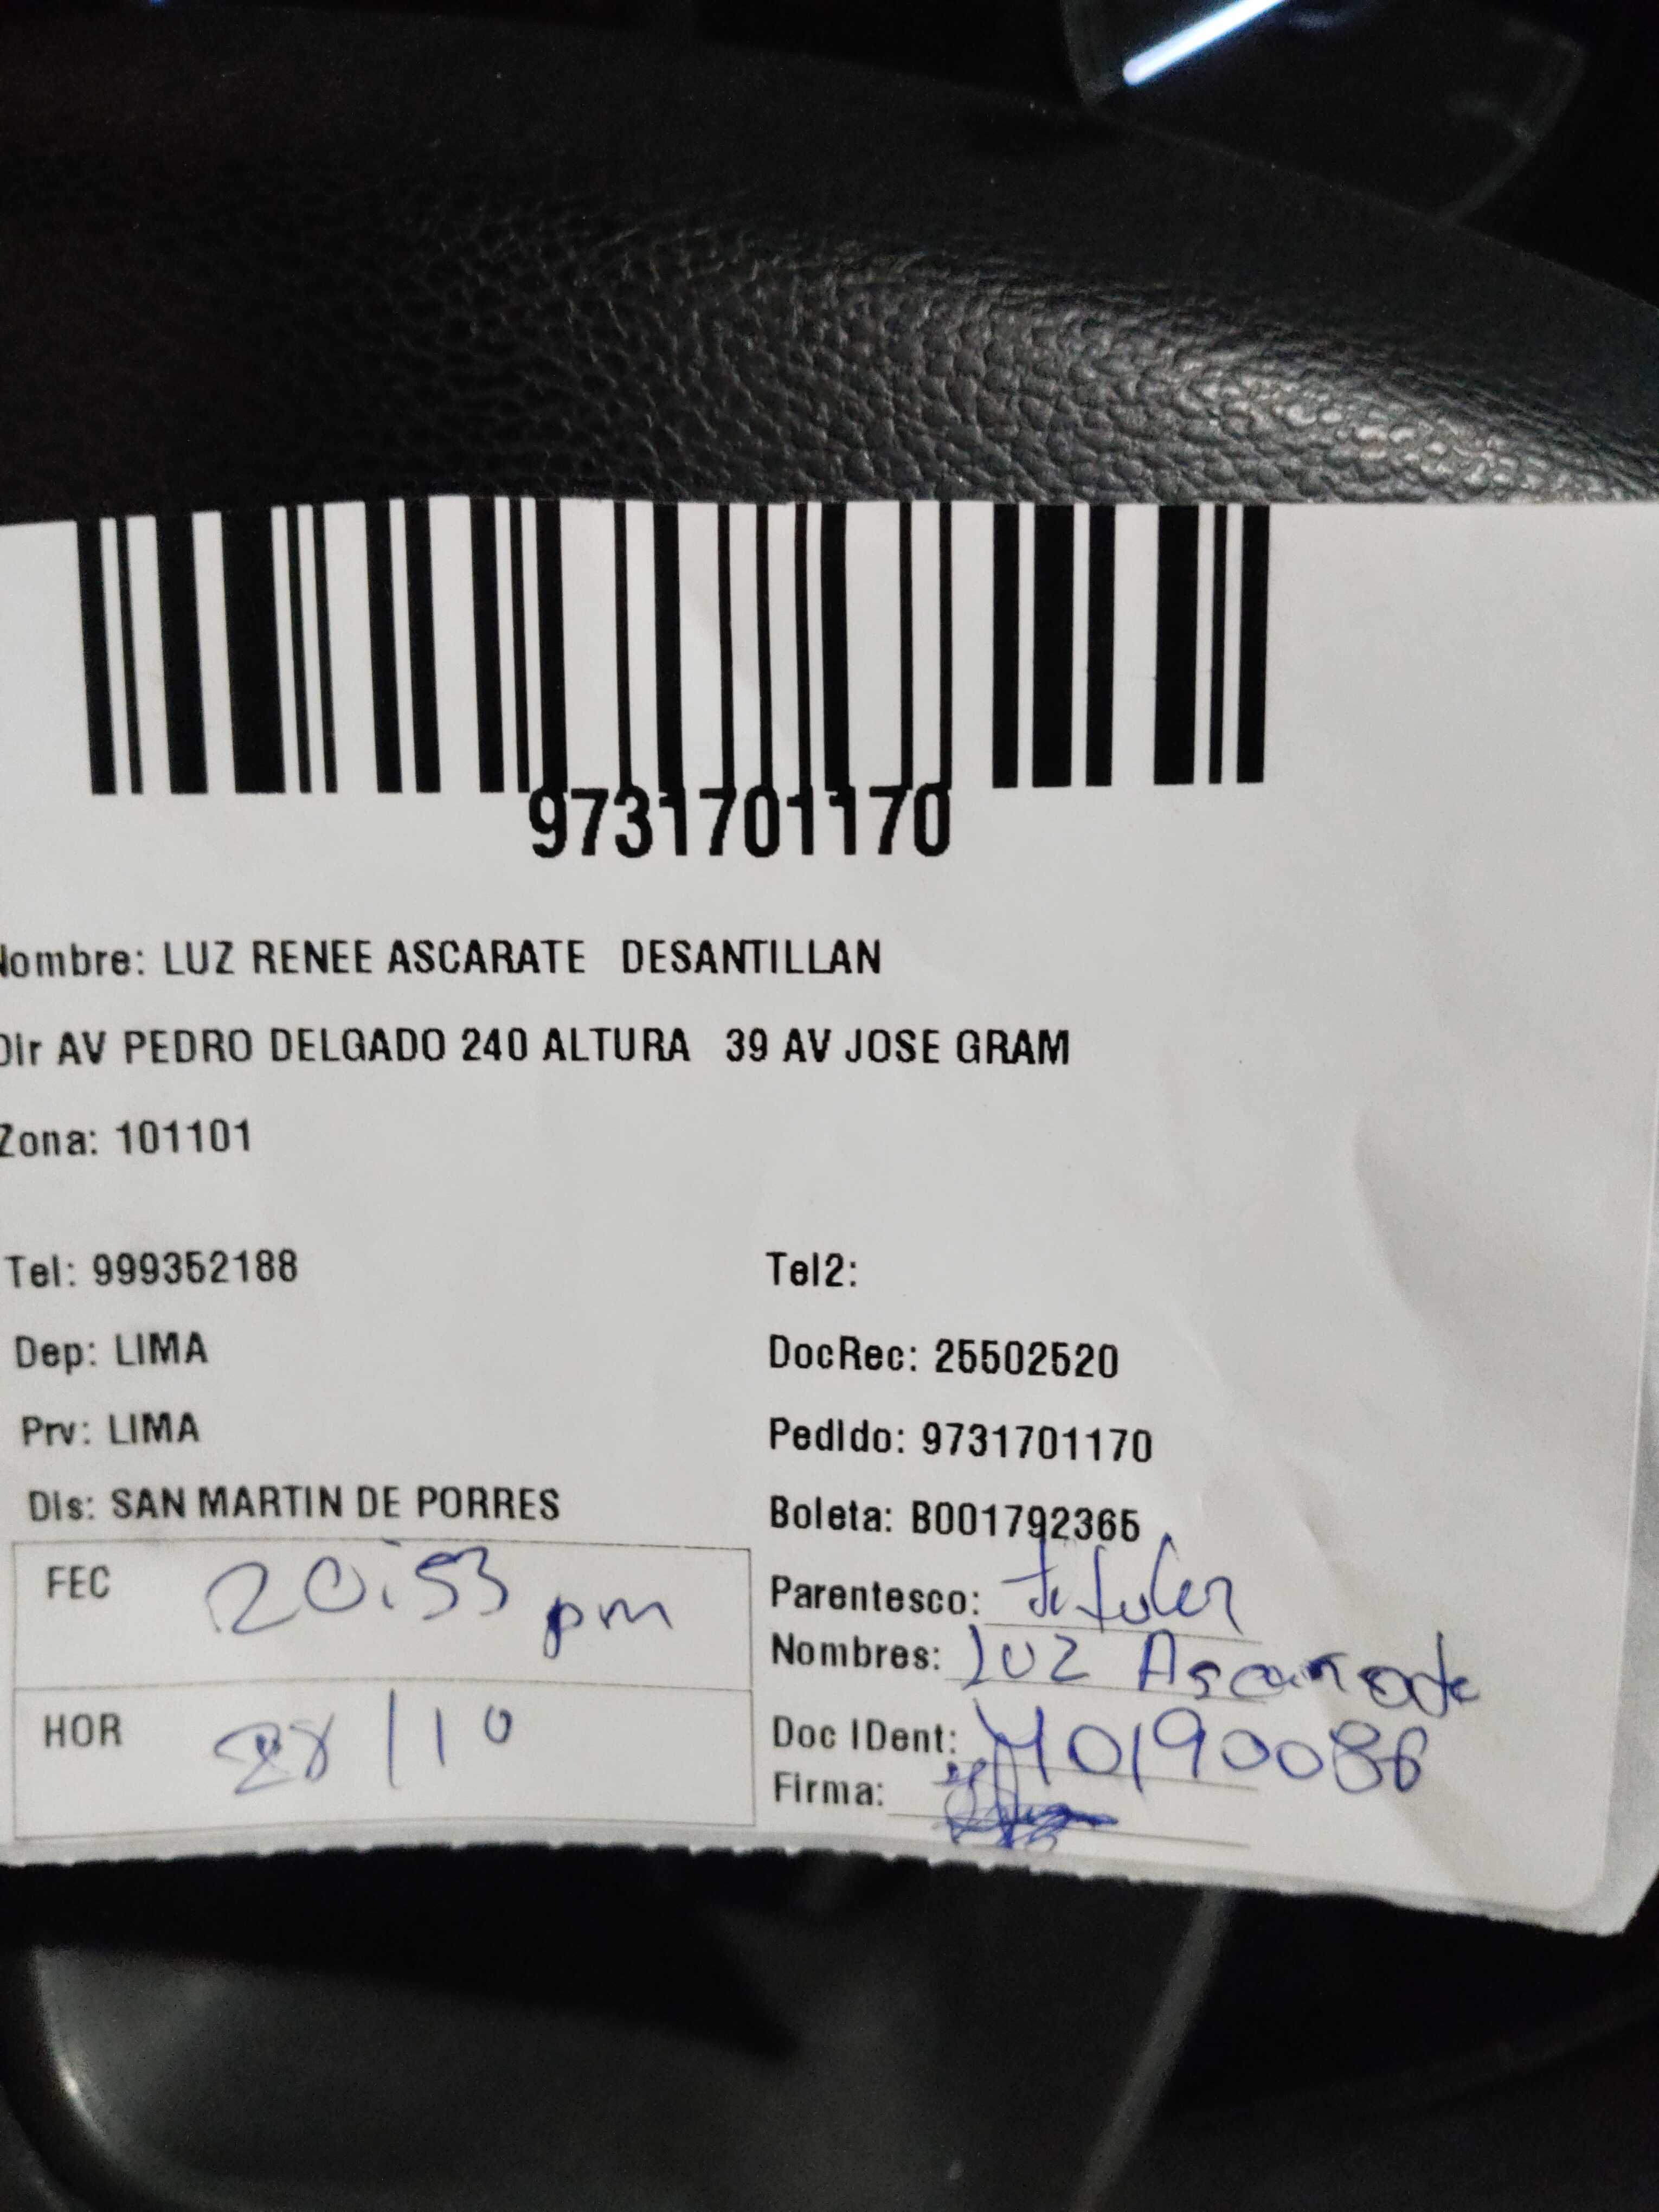 9731701170
Nombre: LUZ RENEE ASCARATE DESANTILLAN
Dir AV PEDRO DELGADO 240 ALTURA 39 AV JOSE GRAM
Zona: 101101
Tel: 999352188 Tel2:
Dep: LIMA DocRec: 25502520
Prv: LIMA Pedido: 9731701170
Dis: SAN MARTIN DE PORRES Boleta: B001792365
FEC 20:53 pm Parentesco: titular
Nombres: Luz Ascarate
HOR 28/10 Doc IDent: 40190086
Firma: